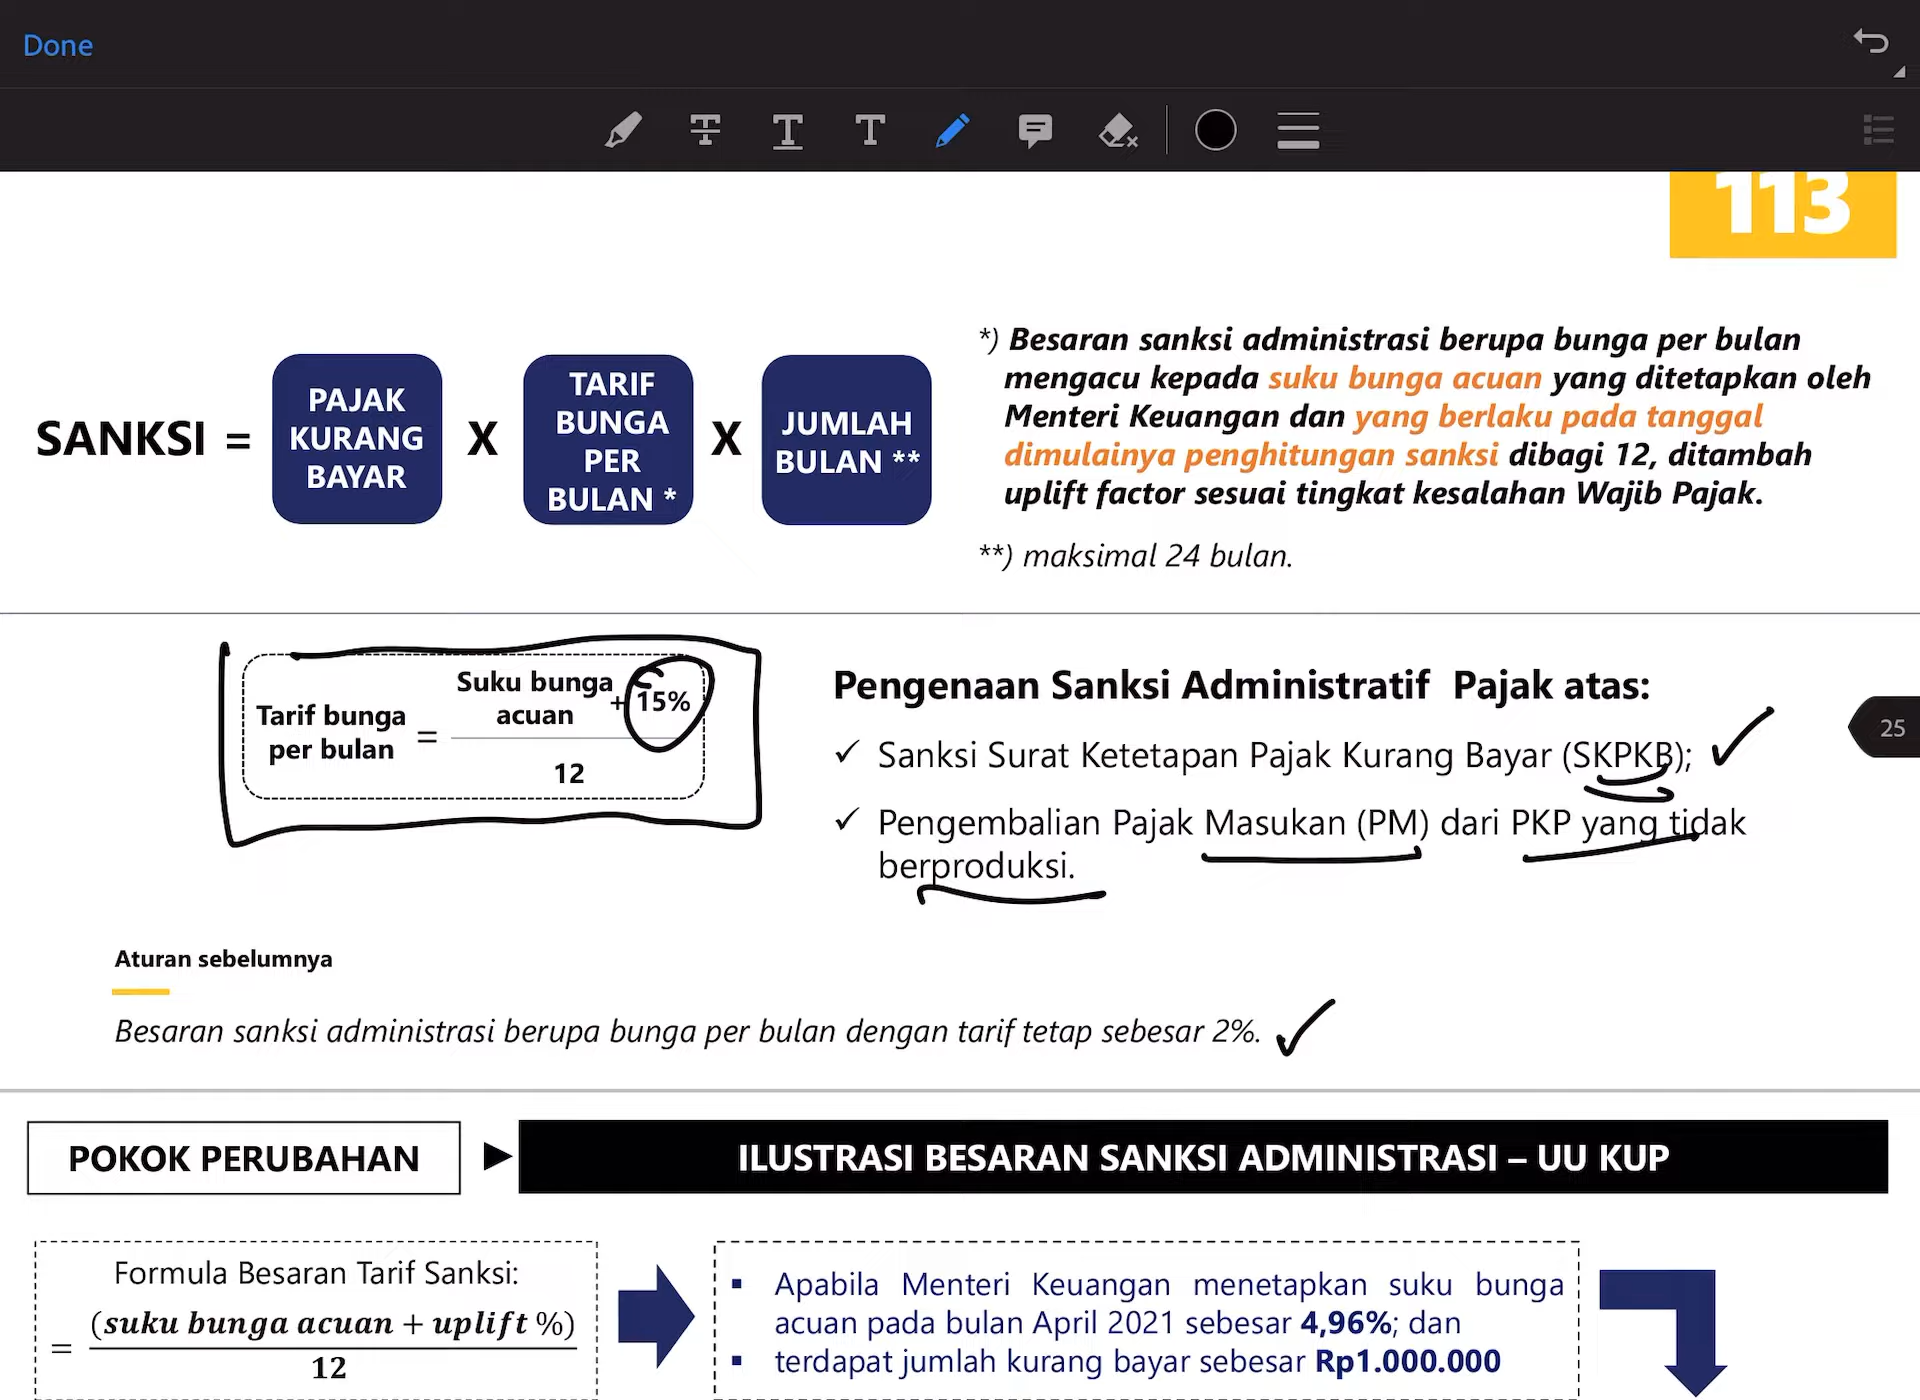 Done
113
*) Besaran sanksi administrasi berupa bunga per bulan
mengacu kepada suku bunga acuan yang ditetapkan oleh
Menteri Keuangan dan yang berlaku pada tanggal
dimulainya penghitungan sanksi dibagi 12, ditambah
uplift factor sesuai tingkat kesalahan Wajib Pajak.
**) maksimal 24 bulan.
SANKSI =
PAJAK
KURANG
BAYAR
X
TARIF
BUNGA
PER
BULAN *
X
JUMLAH
BULAN **
Tarif bunga
per bulan
=
Suku bunga
acuan
+ 15%
12
Pengenaan Sanksi Administratif Pajak atas:
✓ Sanksi Surat Ketetapan Pajak Kurang Bayar (SKPKB);
✓ Pengembalian Pajak Masukan (PM) dari PKP yang tidak
berproduksi.
25
Aturan sebelumnya
Besaran sanksi administrasi berupa bunga per bulan dengan tarif tetap sebesar 2%.
POKOK PERUBAHAN
ILUSTRASI BESARAN SANKSI ADMINISTRASI – UU KUP
Formula Besaran Tarif Sanksi:
= (suku bunga acuan + uplift %)
12
▪ Apabila Menteri Keuangan menetapkan suku bunga
acuan pada bulan April 2021 sebesar 4,96%; dan
▪ terdapat jumlah kurang bayar sebesar Rp1.000.000